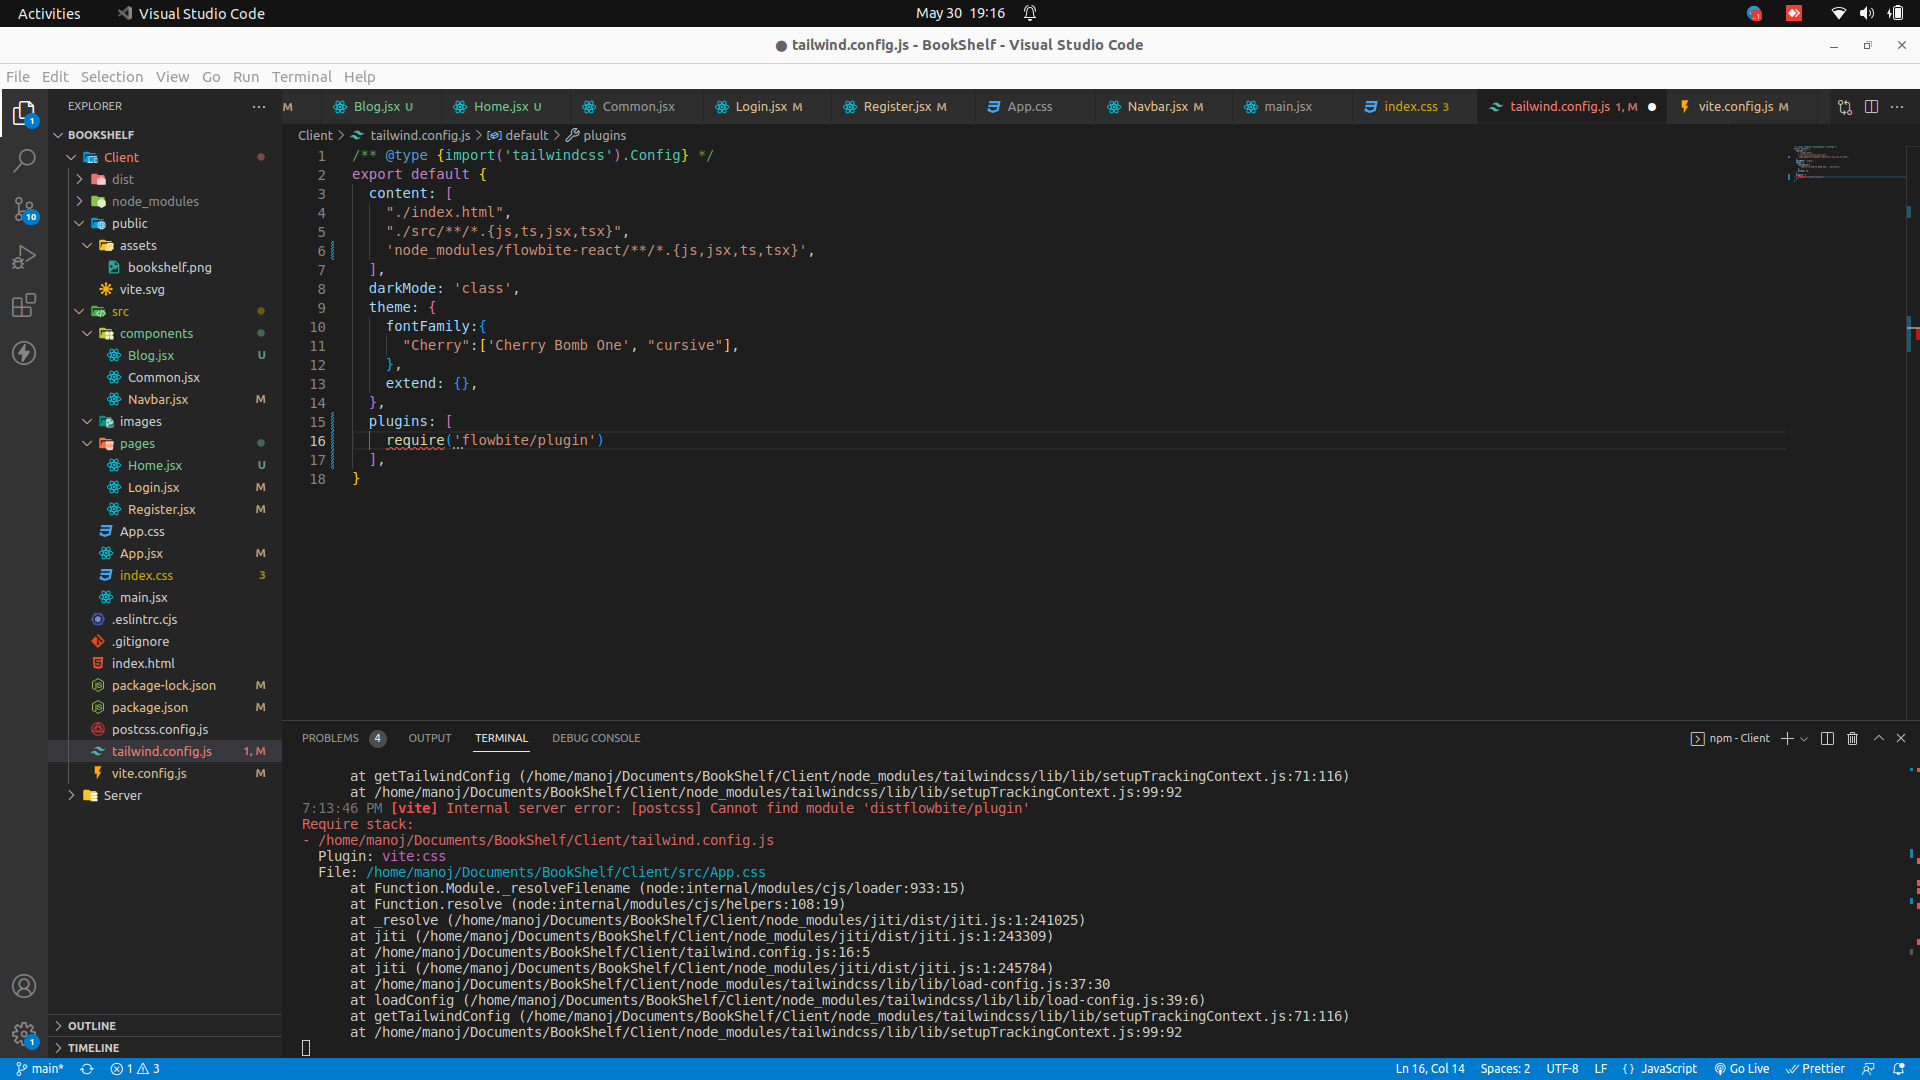 Activities
Visual Studio Code
May 30 19:16
● tailwind.config.js - BookShelf - Visual Studio Code
File Edit Selection View Go Run Terminal Help
EXPLORER
M
Blog.jsx U
Home.jsx U
Common.jsx
Login.jsx M
Register.jsx M
App.css
Navbar.jsx M
main.jsx
index.css 3
tailwind.config.js 1, M
vite.config.js M
Client > tailwind.config.js > default > plugins
BOOKSHELF
Client
dist
node_modules
public
assets
bookshelf.png
vite.svg
src
components
Blog.jsx U
Common.jsx
Navbar.jsx M
images
pages
Home.jsx U
Login.jsx M
Register.jsx M
App.css
App.jsx M
index.css 3
main.jsx
.eslintrc.cjs
.gitignore
index.html
package-lock.json M
package.json M
postcss.config.js
tailwind.config.js 1, M
vite.config.js M
Server
OUTLINE
TIMELINE
1
10
1
1 /** @type {import('tailwindcss').Config} */
2 export default {
3 content: [
4 "./index.html",
5 "./src/**/*.{js,ts,jsx,tsx}",
6 'node_modules/flowbite-react/**/*.{js,jsx,ts,tsx}',
7 ],
8 darkMode: 'class',
9 theme: {
10 fontFamily:{
11 "Cherry":['Cherry Bomb One', "cursive"],
12 },
13 extend: {},
14 },
15 plugins: [
16 require('flowbite/plugin')
17 ],
18 }
PROBLEMS 4 OUTPUT TERMINAL DEBUG CONSOLE
npm - Client
at getTailwindConfig (/home/manoj/Documents/BookShelf/Client/node_modules/tailwindcss/lib/lib/setupTrackingContext.js:71:116)
at /home/manoj/Documents/BookShelf/Client/node_modules/tailwindcss/lib/lib/setupTrackingContext.js:99:92
7:13:46 PM [vite] Internal server error: [postcss] Cannot find module 'distflowbite/plugin'
Require stack:
- /home/manoj/Documents/BookShelf/Client/tailwind.config.js
Plugin: vite:css
File: /home/manoj/Documents/BookShelf/Client/src/App.css
at Function.Module._resolveFilename (node:internal/modules/cjs/loader:933:15)
at Function.resolve (node:internal/modules/cjs/helpers:108:19)
at _resolve (/home/manoj/Documents/BookShelf/Client/node_modules/jiti/dist/jiti.js:1:241025)
at jiti (/home/manoj/Documents/BookShelf/Client/node_modules/jiti/dist/jiti.js:1:243309)
at /home/manoj/Documents/BookShelf/Client/tailwind.config.js:16:5
at jiti (/home/manoj/Documents/BookShelf/Client/node_modules/jiti/dist/jiti.js:1:245784)
at /home/manoj/Documents/BookShelf/Client/node_modules/tailwindcss/lib/lib/load-config.js:37:30
at loadConfig (/home/manoj/Documents/BookShelf/Client/node_modules/tailwindcss/lib/lib/load-config.js:39:6)
at getTailwindConfig (/home/manoj/Documents/BookShelf/Client/node_modules/tailwindcss/lib/lib/setupTrackingContext.js:71:116)
at /home/manoj/Documents/BookShelf/Client/node_modules/tailwindcss/lib/lib/setupTrackingContext.js:99:92
main* 1 3
Ln 16, Col 14 Spaces: 2 UTF-8 LF {} JavaScript Go Live Prettier